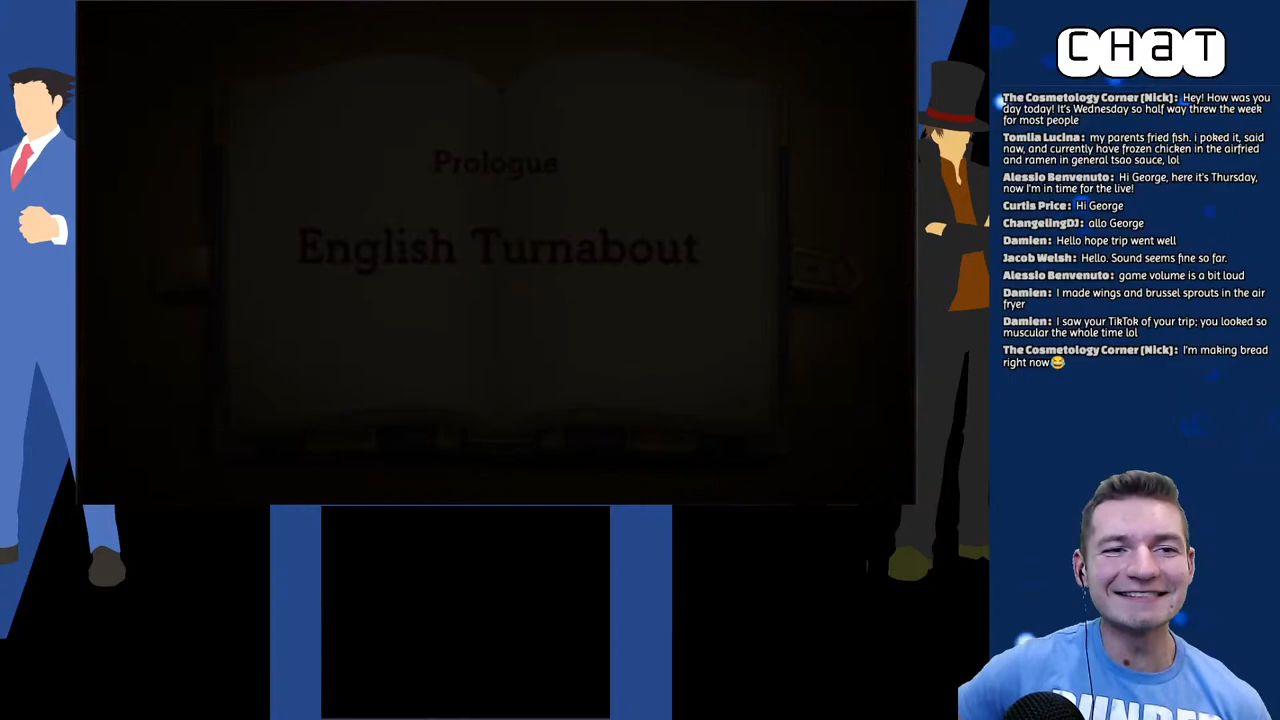 Prologue
English Turnabout
CHaT
The Cosmetology Corner [Nick]: Hey! How was you
day today! It's Wednesday so half way threw the week
for most people
Tomlia Lucina: my parents fried fish. i poked it, said
naw, and currently have frozen chicken in the airfried
and ramen in general tsao sauce, lol
Alessio Benvenuto: Hi George, here it's Thursday,
now I'm in time for the live!
Curtis Price: Hi George
ChangelingDJ: allo George
Damien: Hello hope trip went well
Jacob Welsh: Hello. Sound seems fine so far.
Alessio Benvenuto: game volume is a bit loud
Damien: I made wings and brussel sprouts in the air
fryer
Damien: I saw your TikTok of your trip; you looked so
muscular the whole time lol
The Cosmetology Corner [Nick]: I'm making bread
right now😂